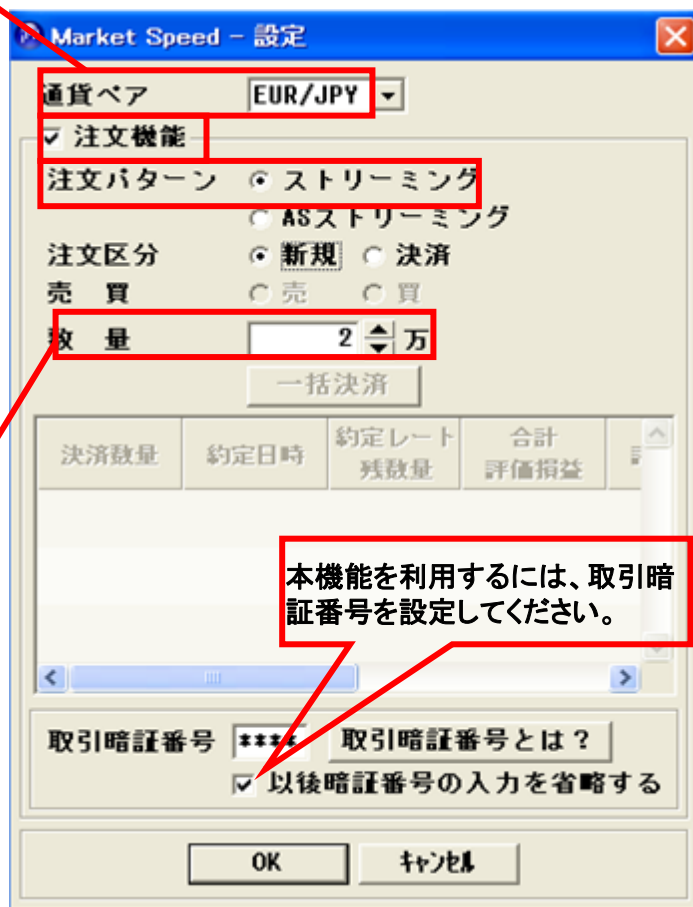 Market Speed - 設定
通貨ペア EUR/JPY
注文機能
注文パターン ストリーミング
ASストリーミング
注文区分 新規 決済
売 買 売 買
数 量 2 万
一括決済
決済数量 約定日時 約定レート 合計
残数量 評価損益
本機能を利用するには、取引暗
証番号を設定してください。
取引暗証番号 **** 取引暗証番号とは?
以後暗証番号の入力を省略する
OK キャンセル